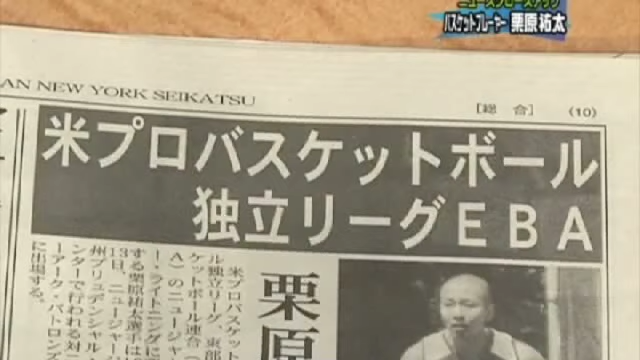 バスケットプレーヤー 栗原祐太
AN NEW YORK SEIKATSU
[総合] (10)
米プロバスケットボール
独立リーグEBA
栗原
米プロバスケット
ル独立リーグ、東部
ケットボール連合(
A)のニュージャ
ー・ライトニングに
する栗原祐太選手は
13日、ニュージャー
州プリュデンシャル
ンターで行われる対ニ
ーアーク・バトロンズ
に出場する。